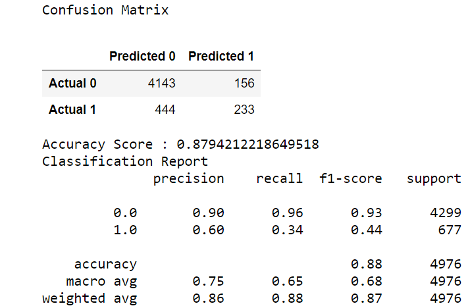 Confusion Matrix
Predicted 0 Predicted 1
Actual 0 4143 156
Actual 1 444 233
Accuracy Score : 0.8794212218649518
Classification Report
precision recall f1-score support
0.0 0.90 0.96 0.93 4299
1.0 0.60 0.34 0.44 677
accuracy 0.88 4976
macro avg 0.75 0.65 0.68 4976
weighted avg 0.86 0.88 0.87 4976